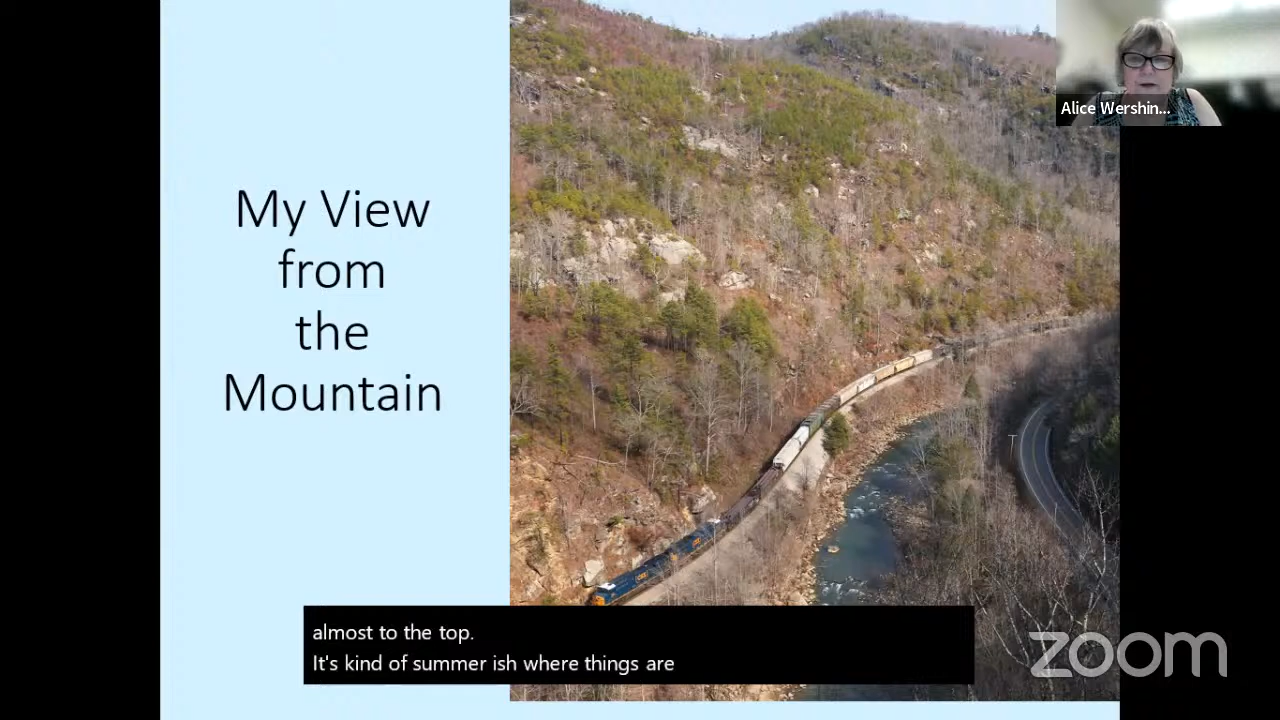 My View
from
the
Mountain
Alice Wershin...
almost to the top.
It's kind of summer ish where things are
zoom